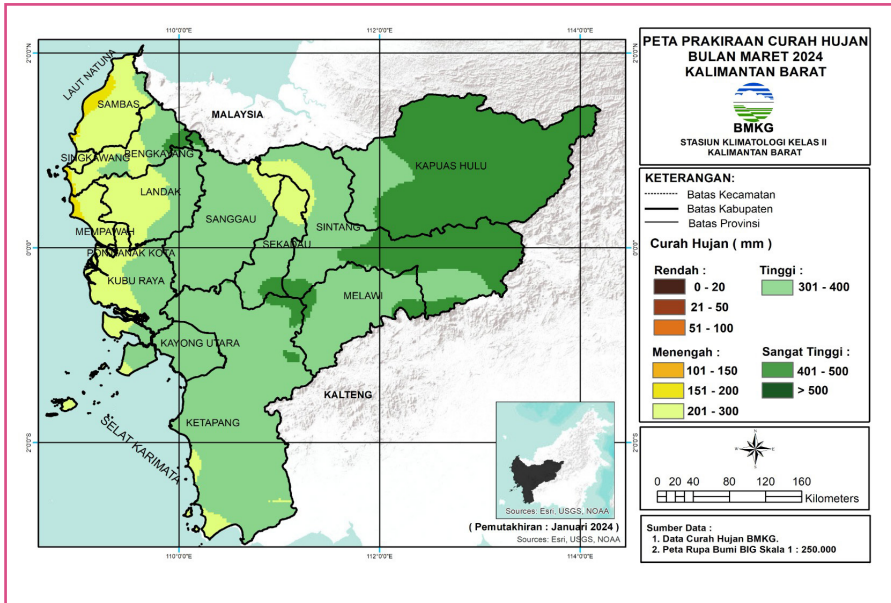 PETA PRAKIRAAN CURAH HUJAN
BULAN MARET 2024
KALIMANTAN BARAT
BMKG
STASIUN KLIMATOLOGI KELAS II
KALIMANTAN BARAT
KETERANGAN:
Batas Kecamatan
Batas Kabupaten
Batas Provinsi
Curah Hujan ( mm )
Rendah :
0 - 20
21 - 50
51 - 100
Tinggi :
301 - 400
Menengah :
101 - 150
151 - 200
201 - 300
Sangat Tinggi :
401 - 500
> 500
0 20 40 80 120 160
Kilometers
Sumber Data :
1. Data Curah Hujan BMKG.
2. Peta Rupa Bumi BIG Skala 1 : 250.000
110°0'E 112°0'E 114°0'E
2°0'N
0°0'
2°0'S
LAUT NATUNA
SAMBAS
MALAYSIA
SINGKAWANG
BENGKAYANG
KAPUAS HULU
LANDAK
SANGGAU
SINTANG
MEMPAWAH
SEKADAU
PONTIANAK KOTA
KUBU RAYA
MELAWI
KAYONG UTARA
KALTENG
KETAPANG
SELAT KARIMATA
Sources: Esri, USGS, NOAA
( Pemutakhiran : Januari 2024 )
Sources: Esri, USGS, NOAA
2°0'N
0°0'
2°0'S
110°0'E 112°0'E 114°0'E